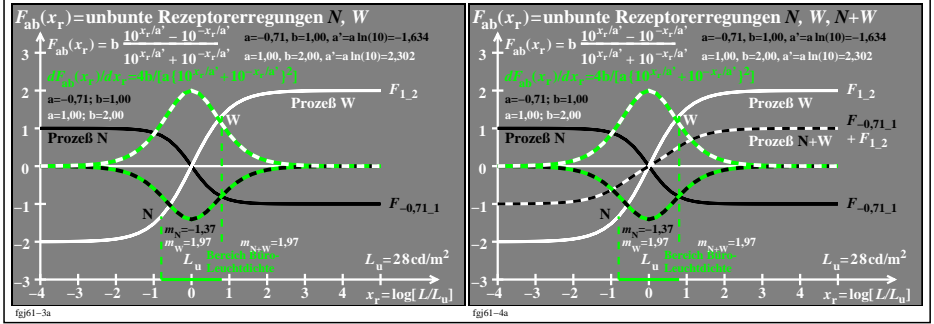 F_ab(x_r)=unbunte Rezeptorerregungen N, W
F_ab(x_r) = b (10^{x_r/a'} − 10^{−x_r/a'}) / (10^{x_r/a'} + 10^{−x_r/a'})
a=−0,71, b=1,00, a'=a ln(10)=−1,634
a=1,00, b=2,00, a'=a ln(10)=2,302
dF_ab(x_r)/dx_r=4b/[a{10^{x_r/a'}+10^{−x_r/a'}}^2]
a=−0,71; b=1,00
a=1,00; b=2,00
Prozeß N
Prozeß W
F_1_2
W
F_−0,71_1
N
m_N=−1,37
m_W=1,97
m_N+W=1,97
L_u
Bereich Büro-
Leuchtdichte
L_u=28cd/m^2
3
2
1
0
−1
−2
−3
−4 −3 −2 −1 0 1 2 3 4
x_r=log[L/L_u]
fgj61−3a
F_ab(x_r)=unbunte Rezeptorerregungen N, W, N+W
F_ab(x_r) = b (10^{x_r/a'} − 10^{−x_r/a'}) / (10^{x_r/a'} + 10^{−x_r/a'})
a=−0,71, b=1,00, a'=a ln(10)=−1,634
a=1,00, b=2,00, a'=a ln(10)=2,302
dF_ab(x_r)/dx_r=4b/[a{10^{x_r/a'}+10^{−x_r/a'}}^2]
a=−0,71; b=1,00
a=1,00; b=2,00
Prozeß N
Prozeß W
F_1_2
W
F_−0,71_1
+ F_1_2
Prozeß N+W
F_−0,71_1
N
m_N=−1,37
m_W=1,97
m_N+W=1,97
L_u
Bereich Büro-
Leuchtdichte
L_u=28cd/m^2
3
2
1
0
−1
−2
−3
−4 −3 −2 −1 0 1 2 3 4
x_r=log[L/L_u]
fgj61−4a